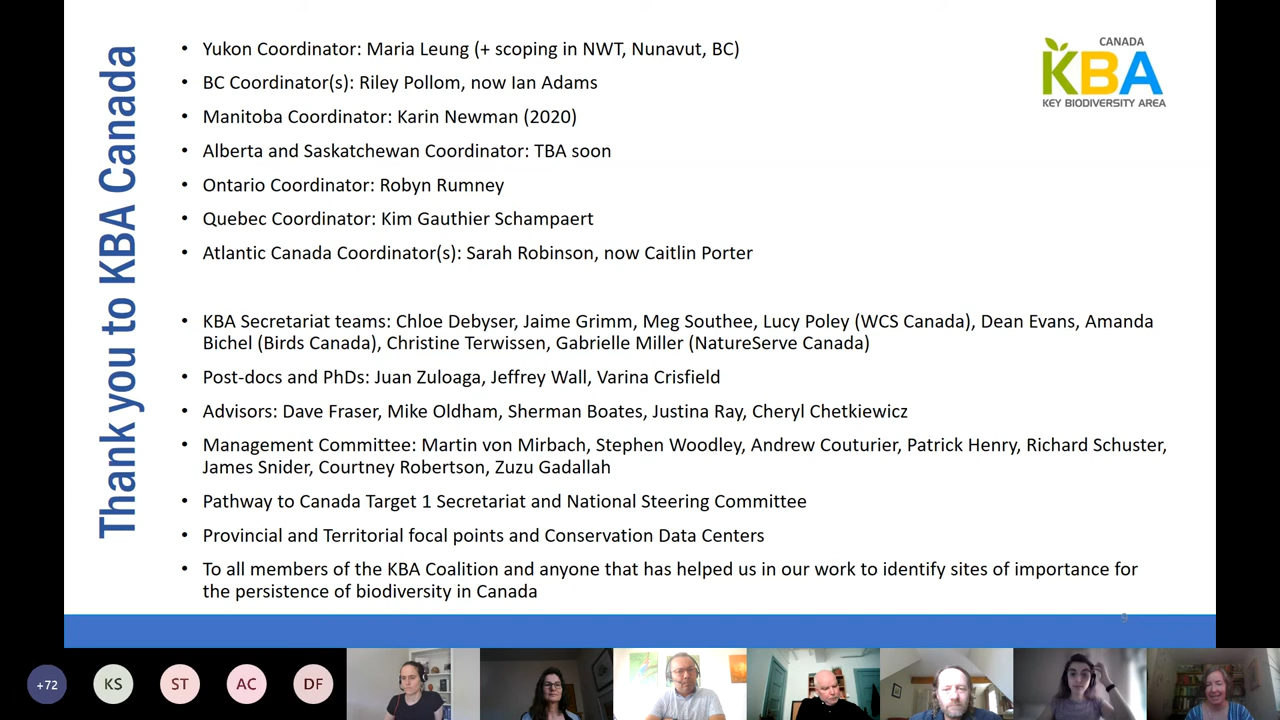 Thank you to KBA Canada
• Yukon Coordinator: Maria Leung (+ scoping in NWT, Nunavut, BC)
• BC Coordinator(s): Riley Pollom, now Ian Adams
• Manitoba Coordinator: Karin Newman (2020)
• Alberta and Saskatchewan Coordinator: TBA soon
• Ontario Coordinator: Robyn Rumney
• Quebec Coordinator: Kim Gauthier Schampaert
• Atlantic Canada Coordinator(s): Sarah Robinson, now Caitlin Porter
• KBA Secretariat teams: Chloe Debyser, Jaime Grimm, Meg Southee, Lucy Poley (WCS Canada), Dean Evans, Amanda
Bichel (Birds Canada), Christine Terwissen, Gabrielle Miller (NatureServe Canada)
• Post-docs and PhDs: Juan Zuloaga, Jeffrey Wall, Varina Crisfield
• Advisors: Dave Fraser, Mike Oldham, Sherman Boates, Justina Ray, Cheryl Chetkiewicz
• Management Committee: Martin von Mirbach, Stephen Woodley, Andrew Couturier, Patrick Henry, Richard Schuster,
James Snider, Courtney Robertson, Zuzu Gadallah
• Pathway to Canada Target 1 Secretariat and National Steering Committee
• Provincial and Territorial focal points and Conservation Data Centers
• To all members of the KBA Coalition and anyone that has helped us in our work to identify sites of importance for
the persistence of biodiversity in Canada
CANADA
KBA
KEY BIODIVERSITY AREA
9
+72
KS
ST
AC
DF